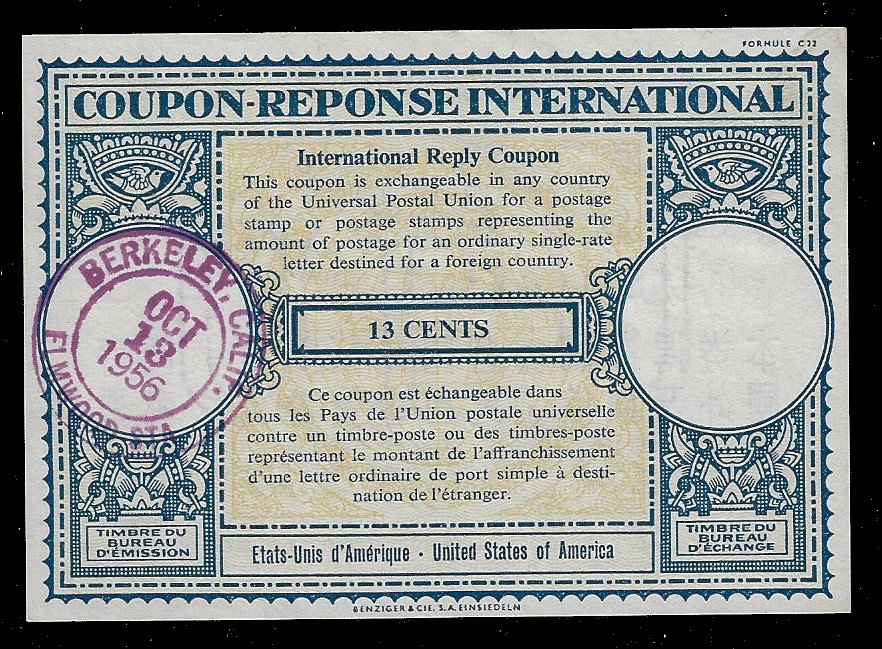 FORMULE C22
COUPON-REPONSE INTERNATIONAL
International Reply Coupon
This coupon is exchangeable in any country
of the Universal Postal Union for a postage
stamp or postage stamps representing the
amount of postage for an ordinary single-rate
letter destined for a foreign country.
BERKELEY, CALIF.
OCT
13
1956
ELMWOOD STA
13 CENTS
Ce coupon est échangeable dans
tous les Pays de l'Union postale universelle
contre un timbre-poste ou des timbres-poste
représentant le montant de l'affranchissement
d'une lettre ordinaire de port simple à desti-
nation de l'étranger.
TIMBRE DU
BUREAU
D'ÉMISSION
TIMBRE DU
BUREAU
D'ÉCHANGE
Etats-Unis d'Amérique · United States of America
BENZIGER & CIE. S.A. EINSIEDELN